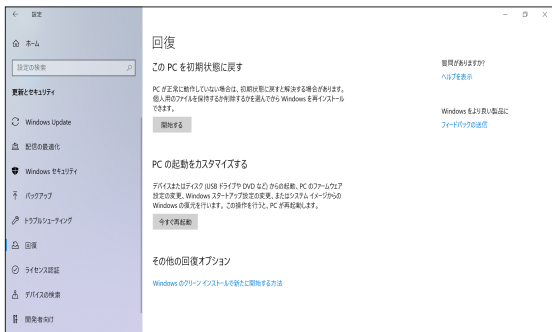 設定
ホーム
設定の検索
更新とセキュリティ
Windows Update
配信の最適化
Windows セキュリティ
バックアップ
トラブルシューティング
回復
ライセンス認証
デバイスの検索
開発者向け
回復
この PC を初期状態に戻す
PC が正常に動作していない場合は、初期状態に戻すと解決する場合があります。
個人用のファイルを保持するか削除するかを選んでから Windows を再インストール
できます。
開始する
PC の起動をカスタマイズする
デバイスまたはディスク (USB ドライブや DVD など) からの起動、PC のファームウェア
設定の変更、Windows スタートアップ設定の変更、またはシステム イメージからの
Windows の復元を行います。この操作を行うと、PC が再起動します。
今すぐ再起動
その他の回復オプション
Windows のクリーン インストールで新たに開始する方法
質問がありますか?
ヘルプを表示
Windows をより良い製品に
フィードバックの送信